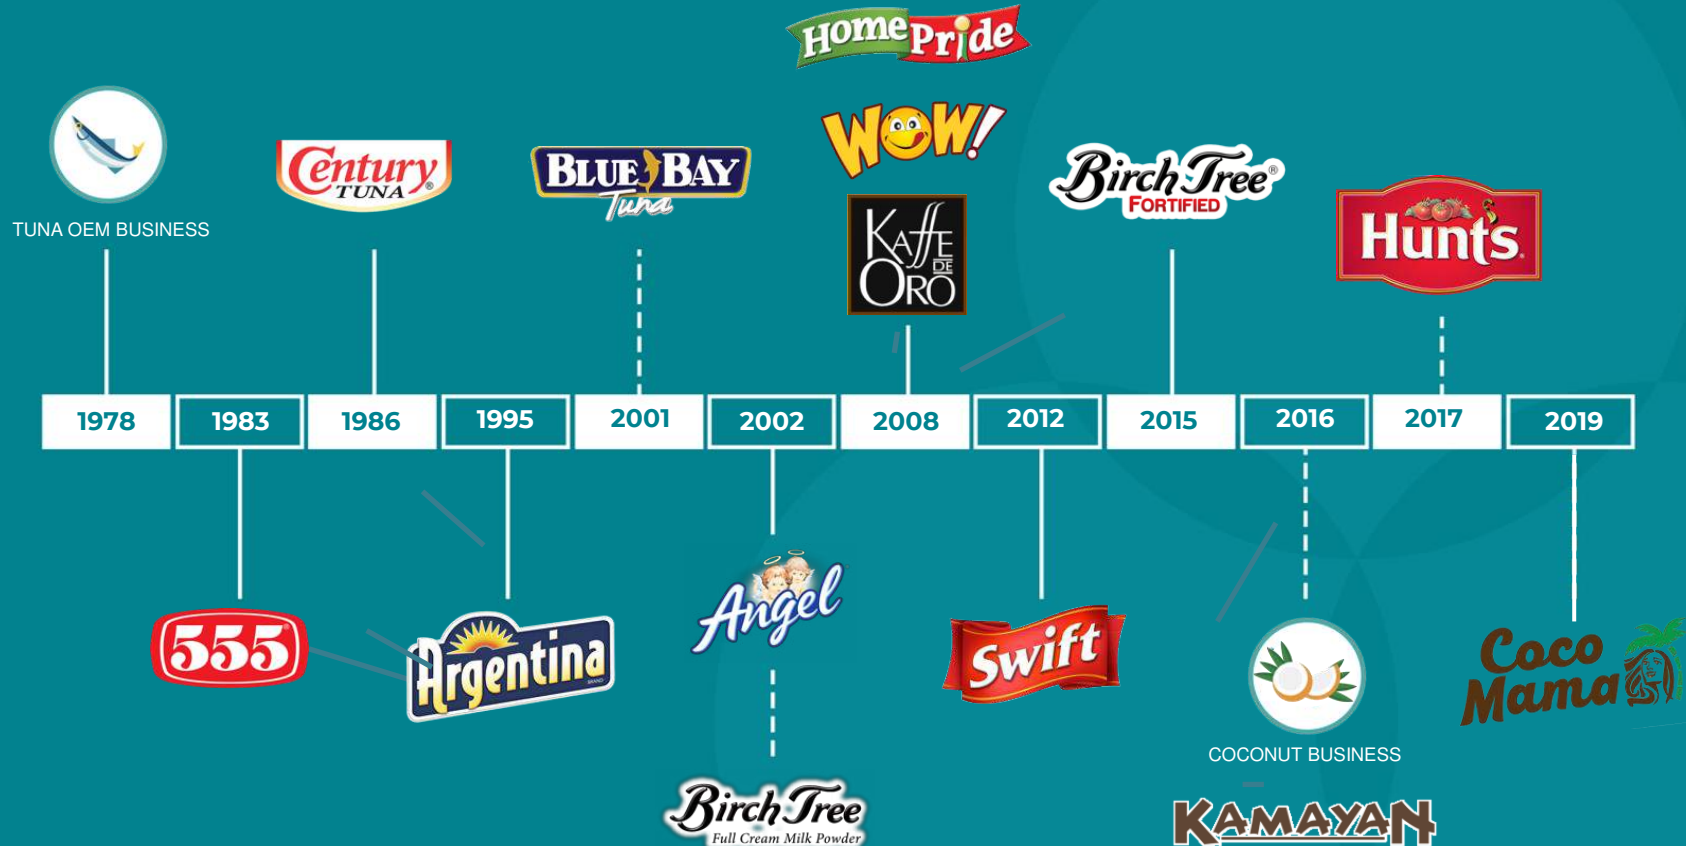 Home Pride
WOW!
TUNA OEM BUSINESS
Century
TUNA®
BLUE BAY
Tuna
KAFFE
DE
ORO
Birch Tree®
FORTIFIED
Hunt's®
1978
1983
1986
1995
2001
2002
2008
2012
2015
2016
2017
2019
555
Argentina
BRAND
Angel
Swift
COCONUT BUSINESS
Coco
Mama
Birch Tree
Full Cream Milk Powder
KAMAYAN